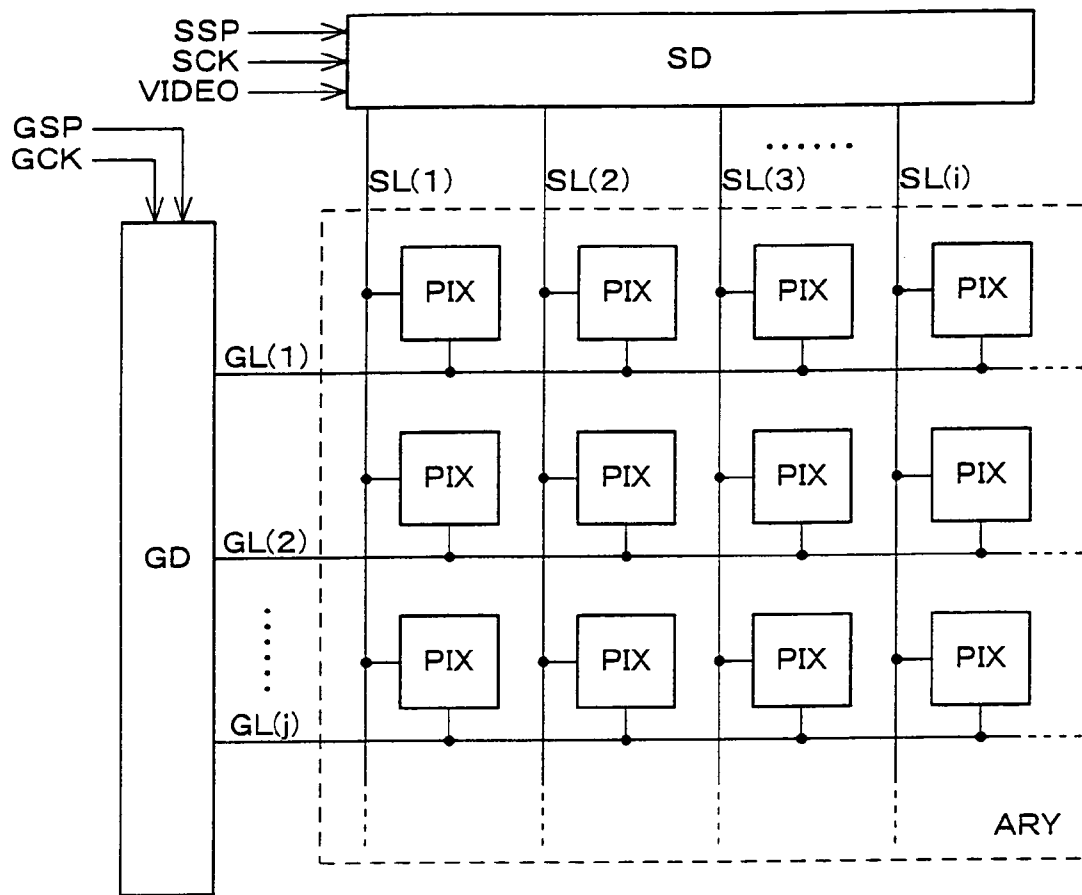 SSP
SCK
VIDEO
SD
GSP
GCK
SL(1) SL(2) SL(3) ...... SL(i)
PIX PIX PIX PIX
GL(1)
PIX PIX PIX PIX
GL(2)
GD
PIX PIX PIX PIX
GL(j)
ARY